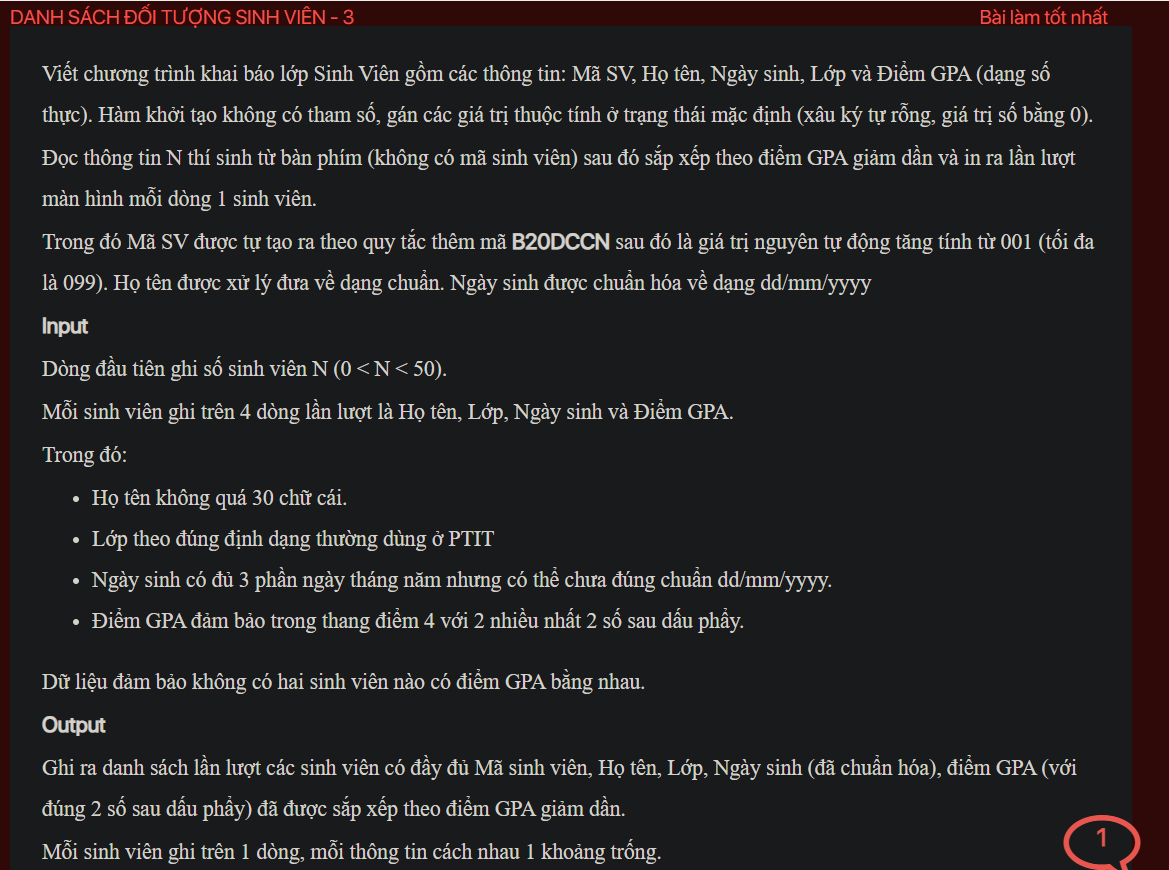 DANH SÁCH ĐỐI TƯỢNG SINH VIÊN - 3
Bài làm tốt nhất
Viết chương trình khai báo lớp Sinh Viên gồm các thông tin: Mã SV, Họ tên, Ngày sinh, Lớp và Điểm GPA (dạng số
thực). Hàm khởi tạo không có tham số, gán các giá trị thuộc tính ở trạng thái mặc định (xâu ký tự rỗng, giá trị số bằng 0).
Đọc thông tin N thí sinh từ bàn phím (không có mã sinh viên) sau đó sắp xếp theo điểm GPA giảm dần và in ra lần lượt
màn hình mỗi dòng 1 sinh viên.
Trong đó Mã SV được tự tạo ra theo quy tắc thêm mã B20DCCN sau đó là giá trị nguyên tự động tăng tính từ 001 (tối đa
là 099). Họ tên được xử lý đưa về dạng chuẩn. Ngày sinh được chuẩn hóa về dạng dd/mm/yyyy
Input
Dòng đầu tiên ghi số sinh viên N (0 < N < 50).
Mỗi sinh viên ghi trên 4 dòng lần lượt là Họ tên, Lớp, Ngày sinh và Điểm GPA.
Trong đó:
• Họ tên không quá 30 chữ cái.
• Lớp theo đúng định dạng thường dùng ở PTIT
• Ngày sinh có đủ 3 phần ngày tháng năm nhưng có thể chưa đúng chuẩn dd/mm/yyyy.
• Điểm GPA đảm bảo trong thang điểm 4 với 2 nhiều nhất 2 số sau dấu phẩy.
Dữ liệu đảm bảo không có hai sinh viên nào có điểm GPA bằng nhau.
Output
Ghi ra danh sách lần lượt các sinh viên có đầy đủ Mã sinh viên, Họ tên, Lớp, Ngày sinh (đã chuẩn hóa), điểm GPA (với
đúng 2 số sau dấu phẩy) đã được sắp xếp theo điểm GPA giảm dần.
Mỗi sinh viên ghi trên 1 dòng, mỗi thông tin cách nhau 1 khoảng trống.
1